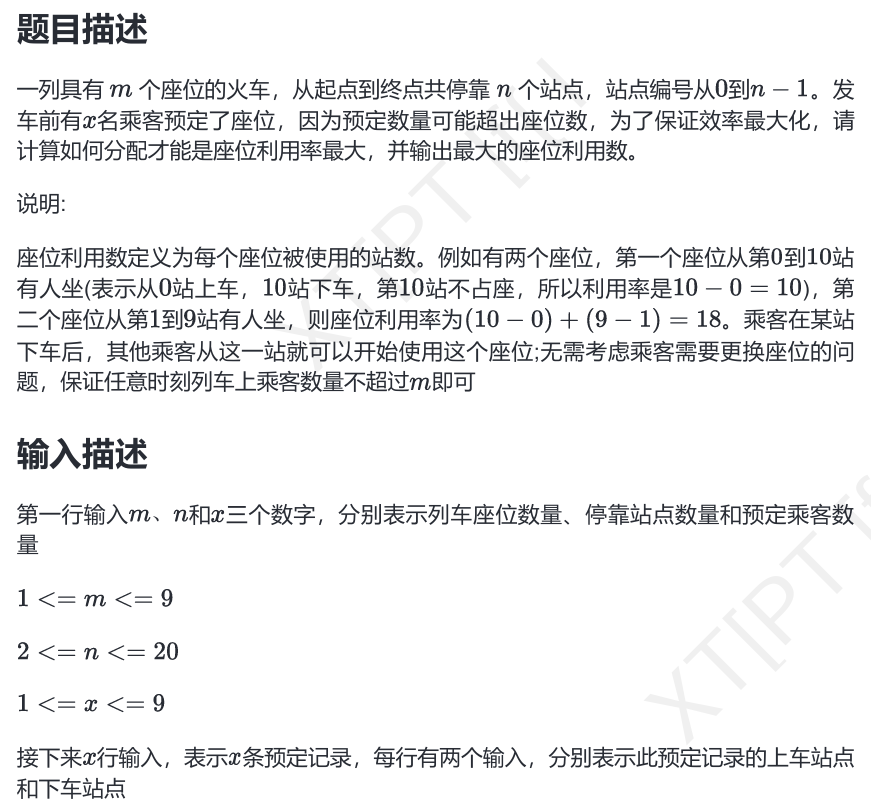 题目描述
一列具有 m 个座位的火车，从起点到终点共停靠 n 个站点，站点编号从0到n − 1。发
车前有x名乘客预定了座位，因为预定数量可能超出座位数，为了保证效率最大化，请
计算如何分配才能是座位利用率最大，并输出最大的座位利用数。
说明:
座位利用数定义为每个座位被使用的站数。例如有两个座位，第一个座位从第0到10站
有人坐(表示从0站上车，10站下车，第10站不占座，所以利用率是10 − 0 = 10)，第
二个座位从第1到9站有人坐，则座位利用率为(10 − 0) + (9 − 1) = 18。乘客在某站
下车后，其他乘客从这一站就可以开始使用这个座位;无需考虑乘客需要更换座位的问
题，保证任意时刻列车上乘客数量不超过m即可
输入描述
第一行输入m、n和x三个数字，分别表示列车座位数量、停靠站点数量和预定乘客数
量
1 <= m <= 9
2 <= n <= 20
1 <= x <= 9
接下来x行输入，表示x条预定记录，每行有两个输入，分别表示此预定记录的上车站点
和下车站点